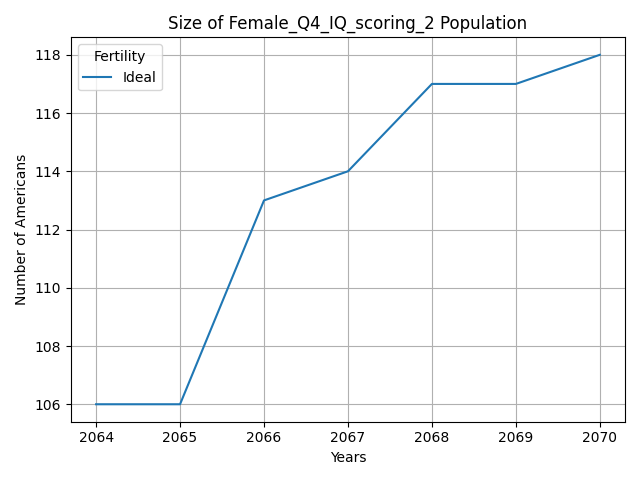 Size of Female_Q4_IQ_scoring_2 Population
Fertility
Ideal
118
116
114
112
110
108
106
Number of Americans
2064 2065 2066 2067 2068 2069 2070
Years